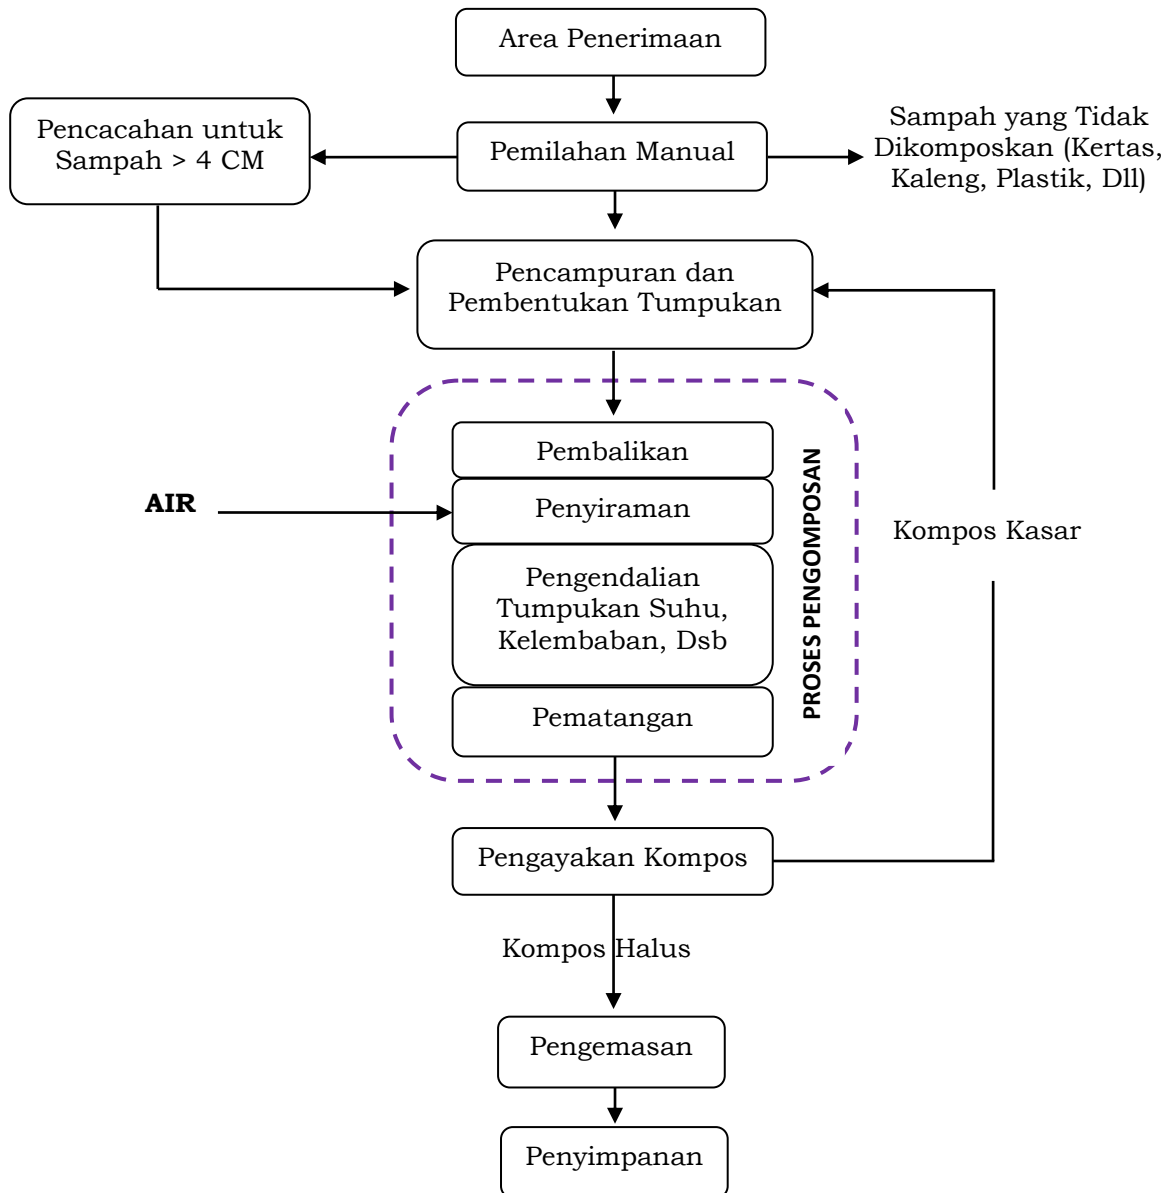 Area Penerimaan
Pencacahan untuk
Sampah > 4 CM
Pemilahan Manual
Sampah yang Tidak
Dikomposkan (Kertas,
Kaleng, Plastik, Dll)
Pencampuran dan
Pembentukan Tumpukan
Pembalikan
AIR
Penyiraman
Pengendalian
Tumpukan Suhu,
Kelembaban, Dsb
Pematangan
PROSES PENGOMPOSAN
Kompos Kasar
Pengayakan Kompos
Kompos Halus
Pengemasan
Penyimpanan